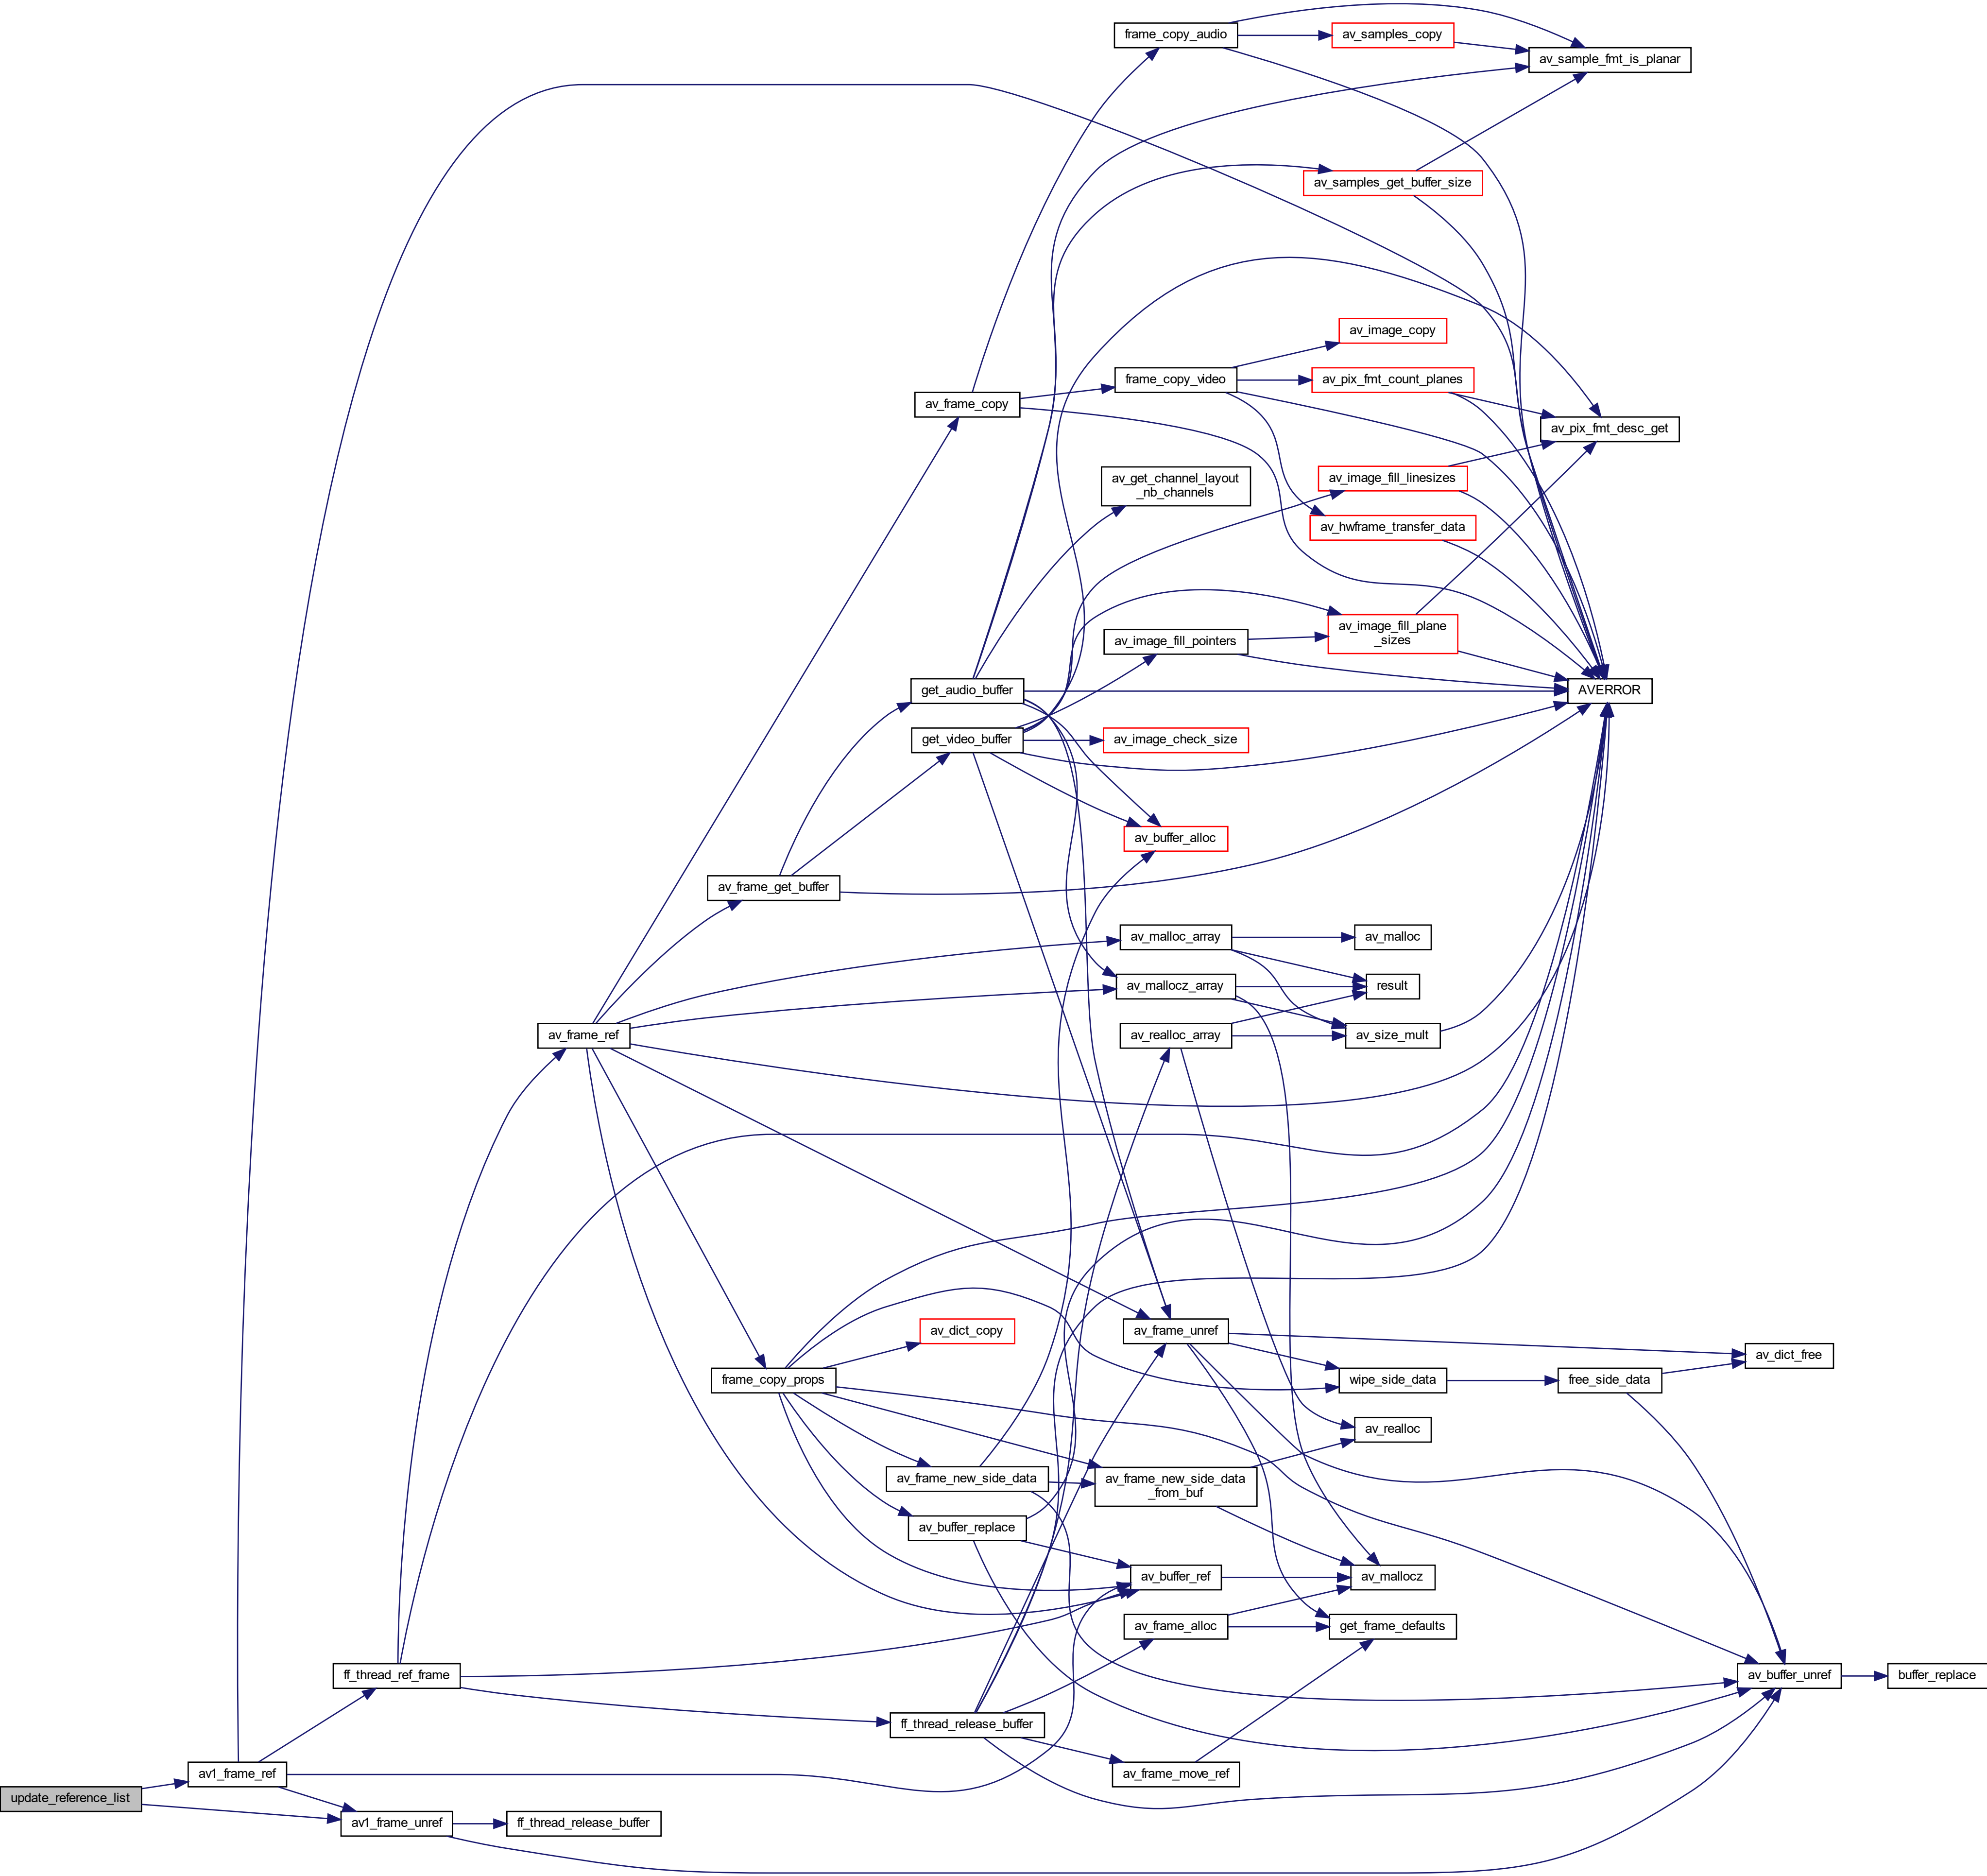 frame_copy_audio
av_samples_copy
av_sample_fmt_is_planar
av_samples_get_buffer_size
av_image_copy
frame_copy_video
av_pix_fmt_count_planes
av_frame_copy
av_pix_fmt_desc_get
av_get_channel_layout
_nb_channels
av_image_fill_linesizes
av_hwframe_transfer_data
av_image_fill_pointers
av_image_fill_plane
_sizes
get_audio_buffer
AVERROR
get_video_buffer
av_image_check_size
av_buffer_alloc
av_frame_get_buffer
av_malloc_array
av_malloc
av_mallocz_array
result
av_frame_ref
av_realloc_array
av_size_mult
av_dict_copy
av_frame_unref
av_dict_free
frame_copy_props
wipe_side_data
free_side_data
av_realloc
av_frame_new_side_data
av_frame_new_side_data
_from_buf
av_buffer_replace
av_buffer_ref
av_mallocz
av_frame_alloc
get_frame_defaults
ff_thread_ref_frame
av_buffer_unref
buffer_replace
ff_thread_release_buffer
av1_frame_ref
av_frame_move_ref
update_reference_list
av1_frame_unref
ff_thread_release_buffer